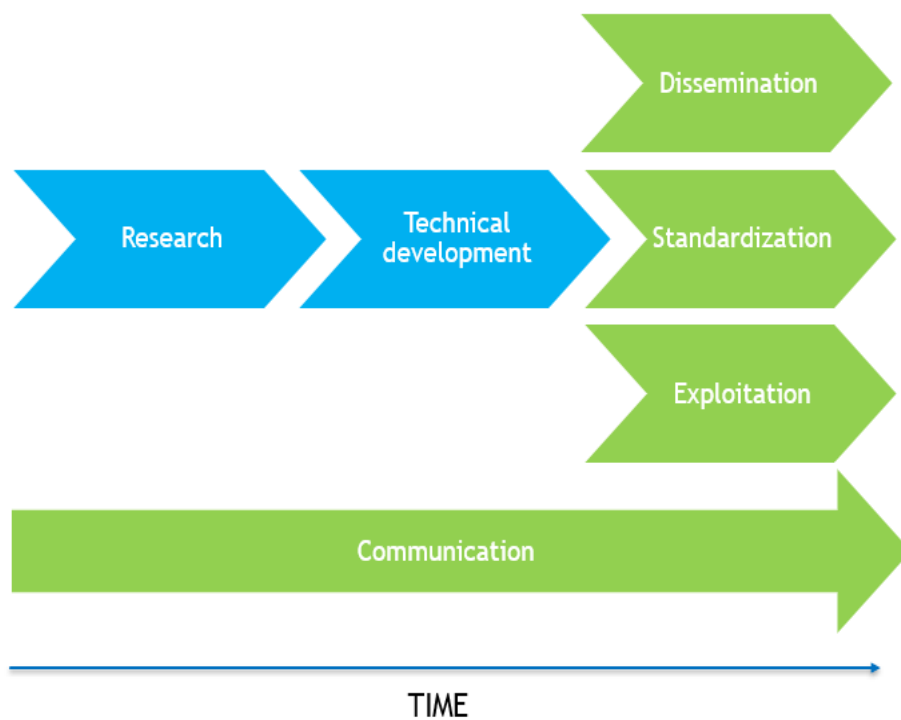 Dissemination
Research
Technical
development
Standardization
Exploitation
Communication
TIME